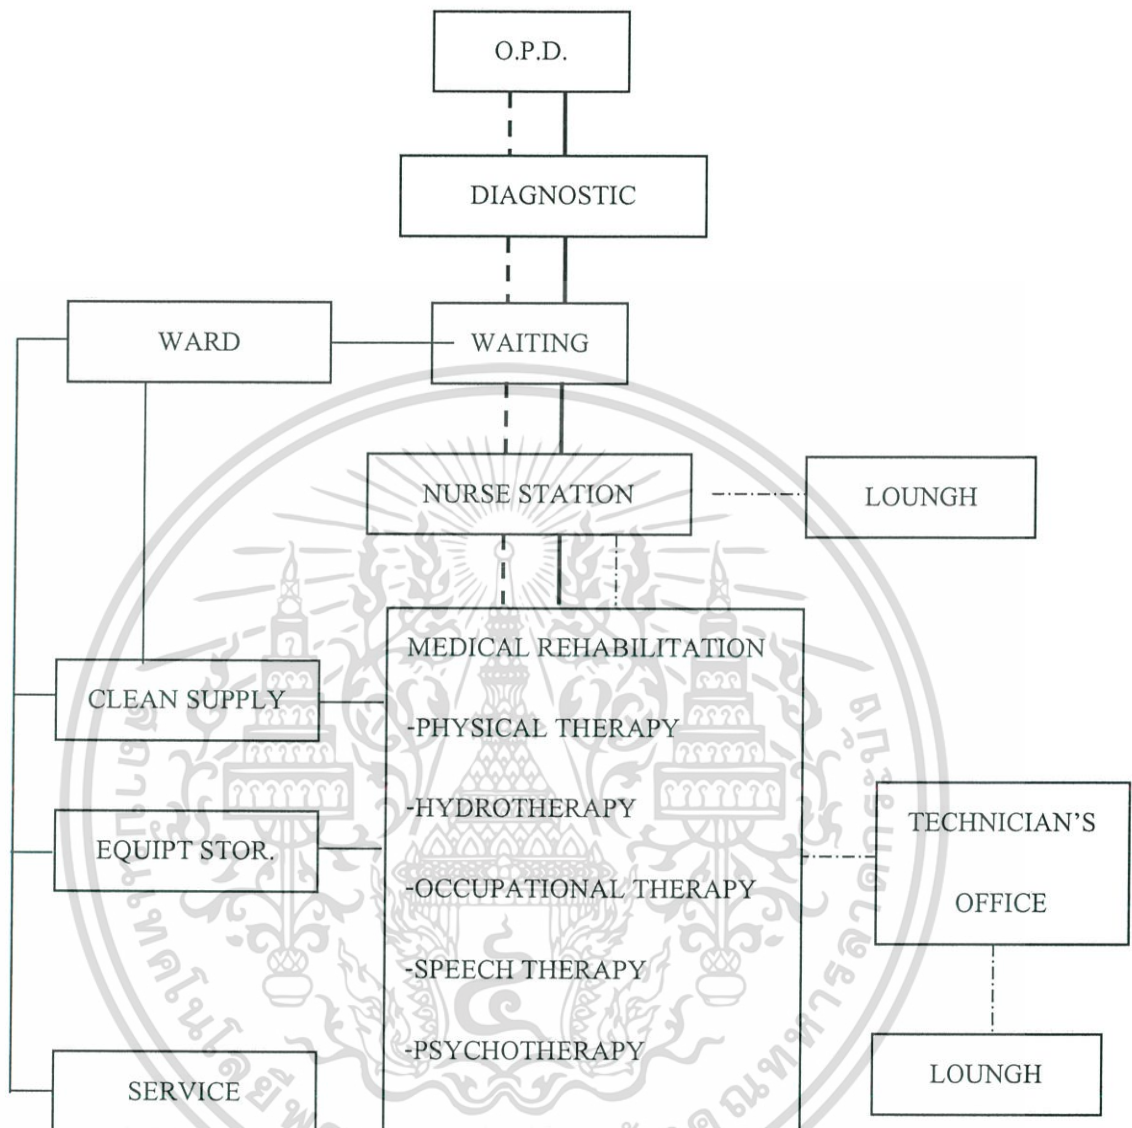 O.P.D.
DIAGNOSTIC
WARD
WAITING
NURSE STATION
LOUNGH
MEDICAL REHABILITATION
-PHYSICAL THERAPY
-HYDROTHERAPY
-OCCUPATIONAL THERAPY
-SPEECH THERAPY
-PSYCHOTHERAPY
CLEAN SUPPLY
EQUIPT STOR.
SERVICE
TECHNICIAN'S
OFFICE
LOUNGH